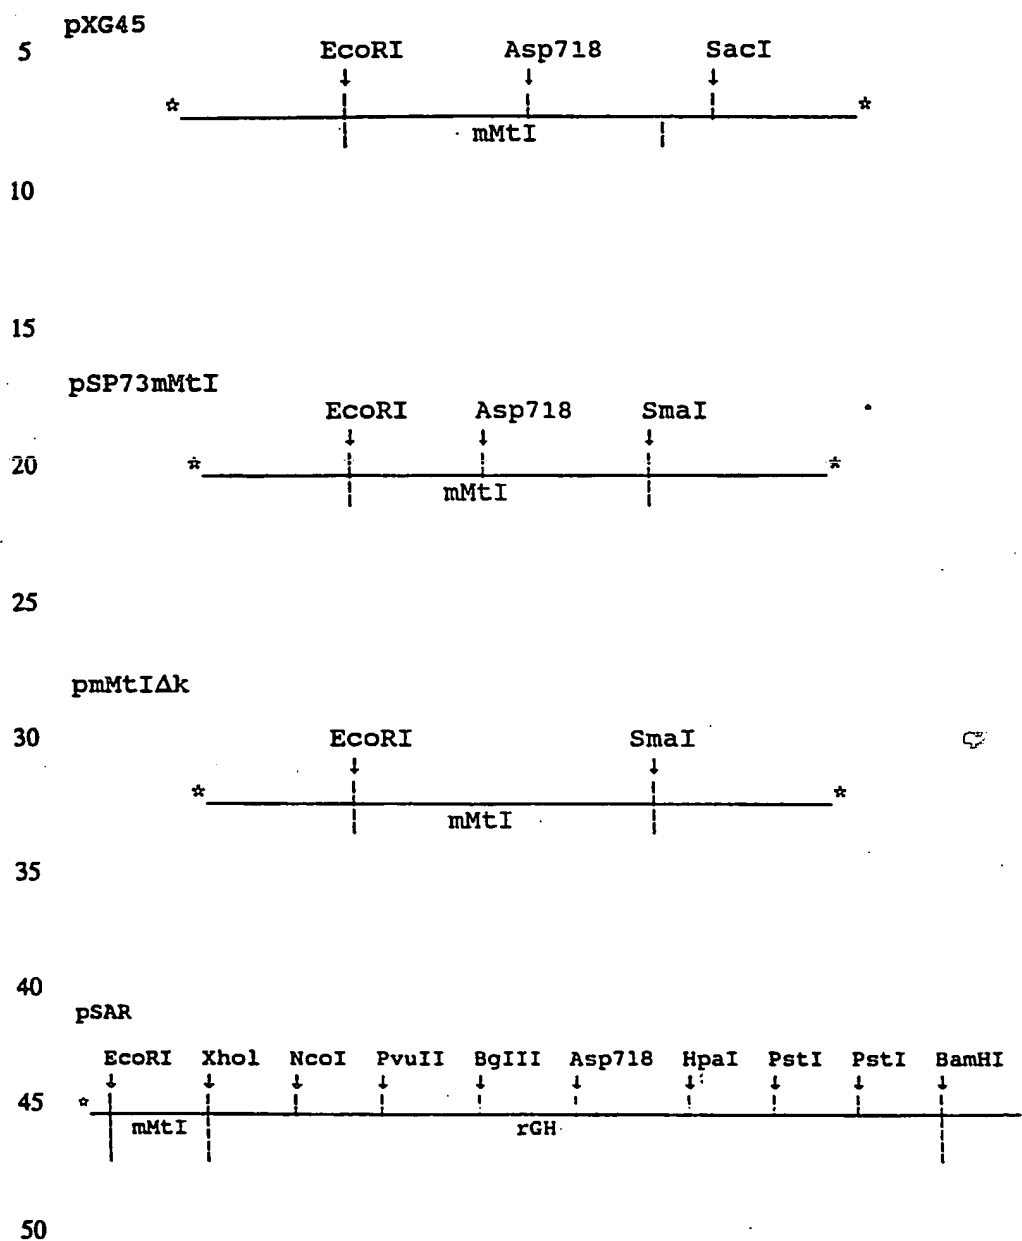 pXG45
5 EcoRI Asp718 SacI
* *
mMtI
10
15
pSP73mMtI
EcoRI Asp718 SmaI
20 * *
mMtI
25
pmMtIΔk
30 EcoRI SmaI
* *
mMtI
35
40
pSAR
EcoRI Xhol NcoI PvuII BgIII Asp718 HpaI PstI PstI BamHI
45 *
mMtI rGH
50